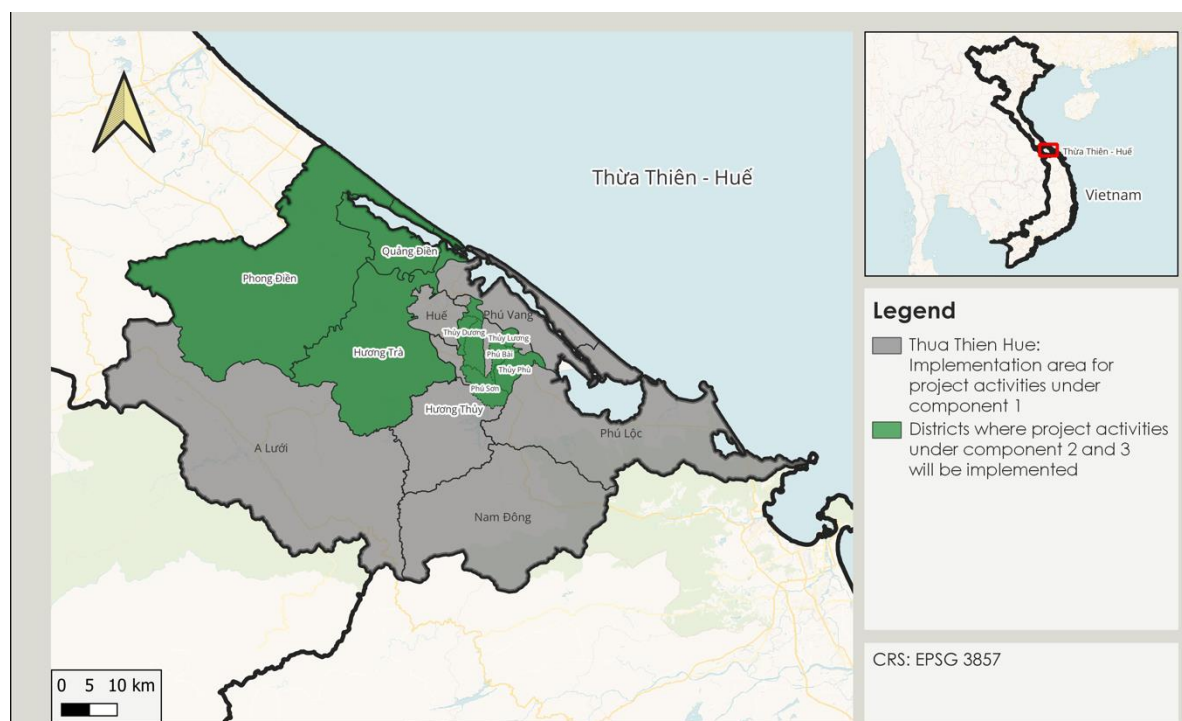 Thừa Thiên - Huế
Quảng Điền
Phong Điền
Huế
Phú Vang
Thủy Dương
Thủy Lương
Phú Bài
Hương Trà
Thủy Phù
Phú Sơn
Hương Thủy
Phú Lộc
A Lưới
Nam Đông
0 5 10 km
Thừa Thiên - Huế
Vietnam
Legend
Thua Thien Hue:
Implementation area for
project activities under
component 1
Districts where project activities
under component 2 and 3
will be implemented
CRS: EPSG 3857